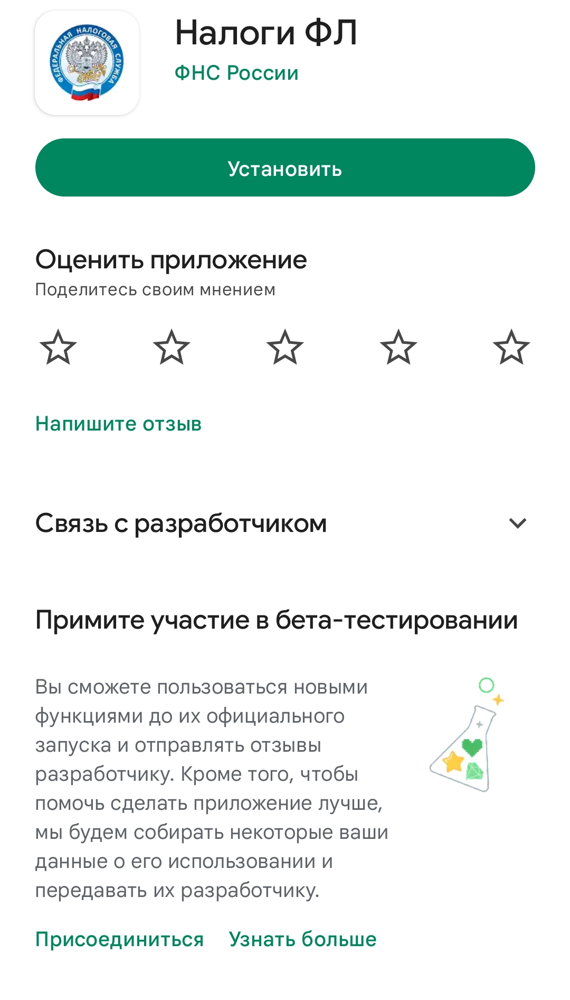 ФЕДЕРАЛЬНАЯ НАЛОГОВАЯ СЛУЖБА
Налоги ФЛ
ФНС России
Установить
Оценить приложение
Поделитесь своим мнением
Напишите отзыв
Связь с разработчиком
Примите участие в бета-тестировании
Вы сможете пользоваться новыми
функциями до их официального
запуска и отправлять отзывы
разработчику. Кроме того, чтобы
помочь сделать приложение лучше,
мы будем собирать некоторые ваши
данные о его использовании и
передавать их разработчику.
Присоединиться Узнать больше